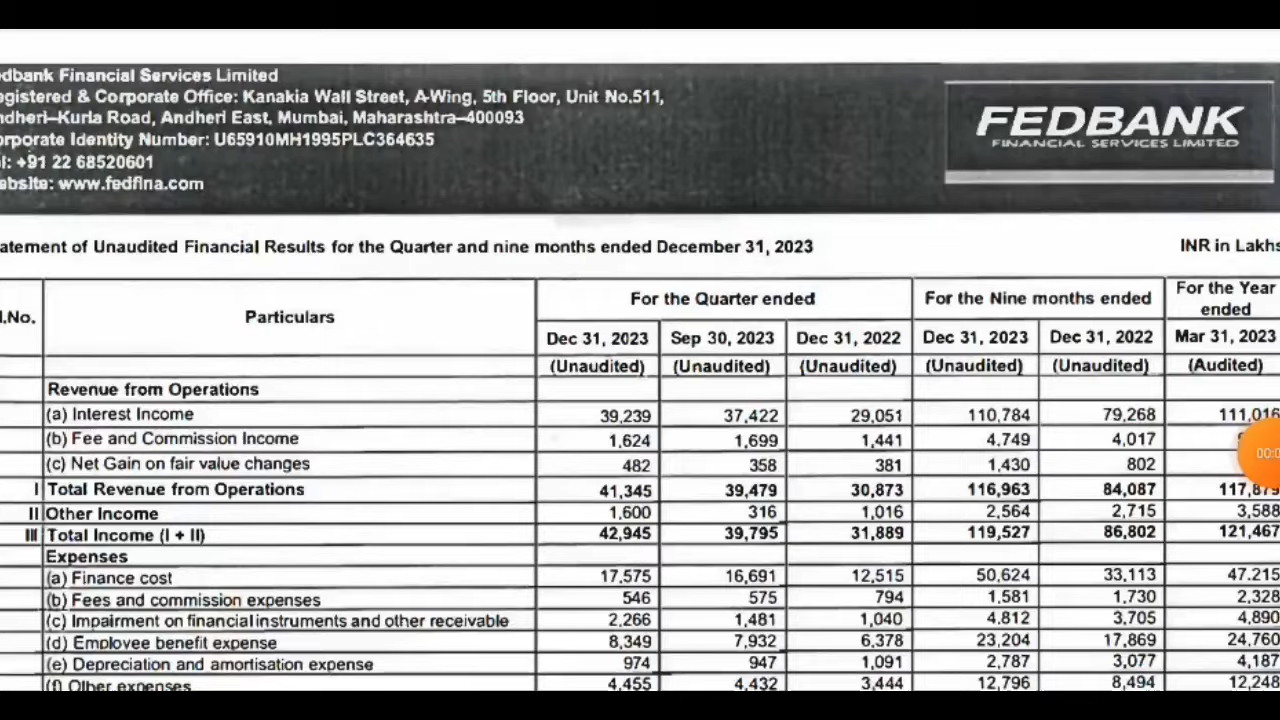 edbank Financial Services Limited
egistered & Corporate Office: Kanakia Wall Street, A-Wing, 5th Floor, Unit No.511,
ndheri–Kurla Road, Andheri East, Mumbai, Maharashtra–400093
orporate Identity Number: U65910MH1995PLC364635
l: +91 22 68520601
ebsite: www.fedfina.com
FEDBANK
FINANCIAL SERVICES LIMITED
atement of Unaudited Financial Results for the Quarter and nine months ended December 31, 2023 INR in Lakhs
l.No. Particulars For the Quarter ended For the Nine months ended For the Year ended
Dec 31, 2023 Sep 30, 2023 Dec 31, 2022 Dec 31, 2023 Dec 31, 2022 Mar 31, 2023
(Unaudited) (Unaudited) (Unaudited) (Unaudited) (Unaudited) (Audited)
Revenue from Operations
(a) Interest Income 39,239 37,422 29,051 110,784 79,268 111,016
(b) Fee and Commission Income 1,624 1,699 1,441 4,749 4,017
(c) Net Gain on fair value changes 482 358 381 1,430 802
I Total Revenue from Operations 41,345 39,479 30,873 116,963 84,087 117,879
II Other Income 1,600 316 1,016 2,564 2,715 3,588
III Total Income (I + II) 42,945 39,795 31,889 119,527 86,802 121,467
Expenses
(a) Finance cost 17,575 16,691 12,515 50,624 33,113 47,215
(b) Fees and commission expenses 546 575 794 1,581 1,730 2,328
(c) Impairment on financial instruments and other receivable 2,266 1,481 1,040 4,812 3,705 4,890
(d) Employee benefit expense 8,349 7,932 6,378 23,204 17,869 24,760
(e) Depreciation and amortisation expense 974 947 1,091 2,787 3,077 4,187
(f) Other expenses 4,455 4,432 3,444 12,796 8,494 12,248